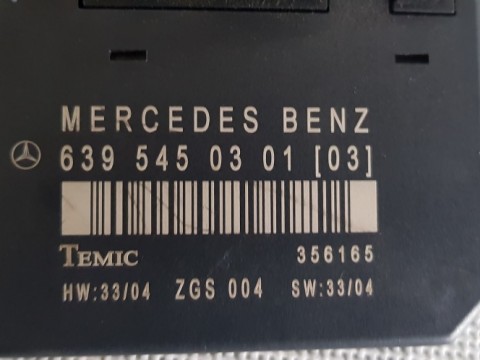 MERCEDES BENZ
639 545 03 01 [03]
TEMIC 356165
HW:33/04 ZGS 004 SW:33/04